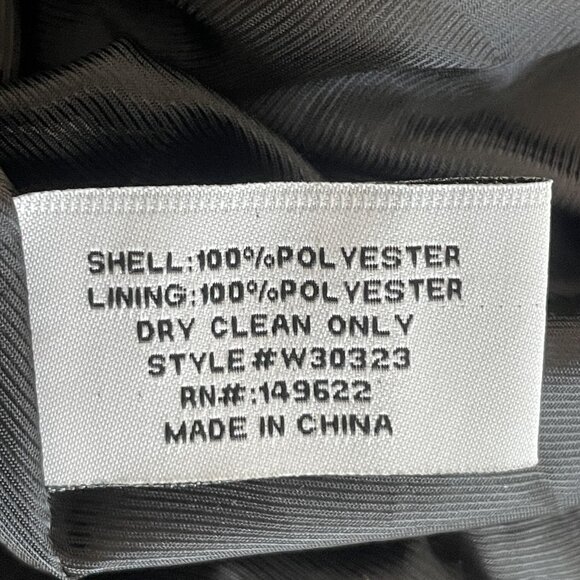 SHELL:100%POLYESTER
LINING:100%POLYESTER
DRY CLEAN ONLY
STYLE#W30323
RN#:149622
MADE IN CHINA